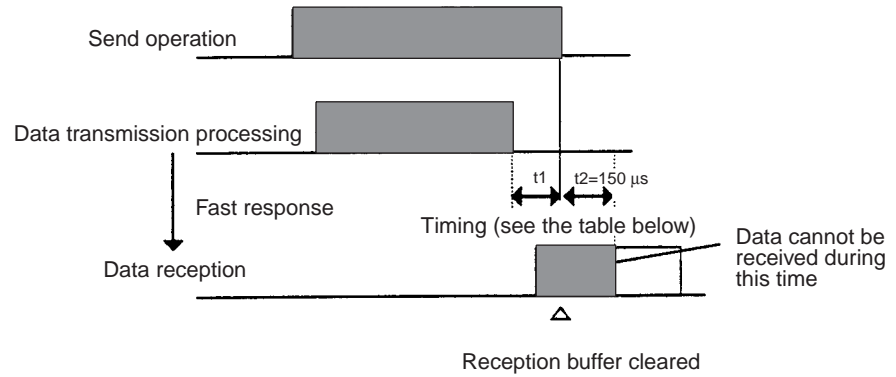 Send operation
Data transmission processing
t1
t2=150 μs
Fast response
Timing (see the table below)
Data cannot be
received during
this time
Data reception
Reception buffer cleared